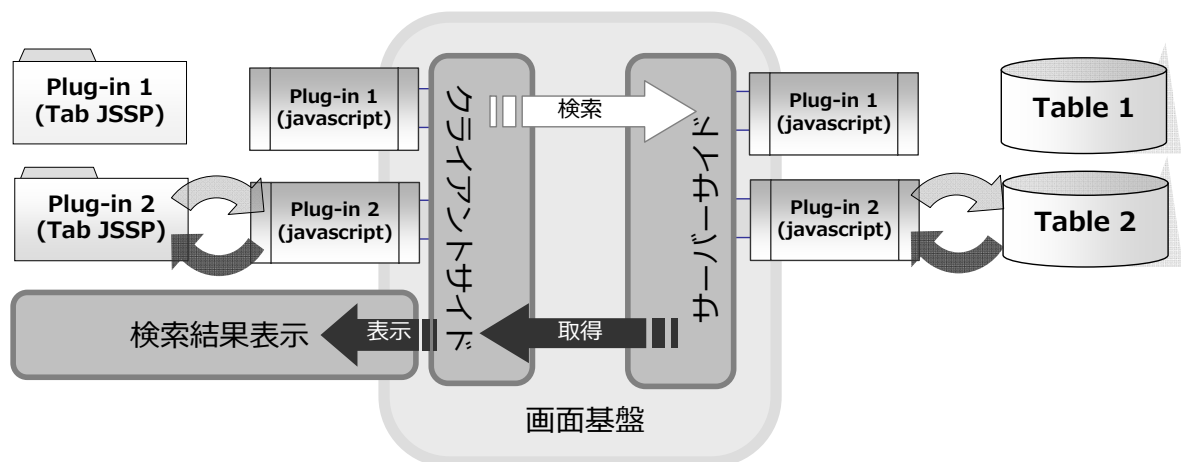 Plug-in 1
(Tab JSSP)
Plug-in 1
(javascript)
クライアントサイド
検索
サーバーサイド
Plug-in 1
(javascript)
Table 1
Plug-in 2
(Tab JSSP)
Plug-in 2
(javascript)
Plug-in 2
(javascript)
Table 2
検索結果表示
表示
取得
画面基盤